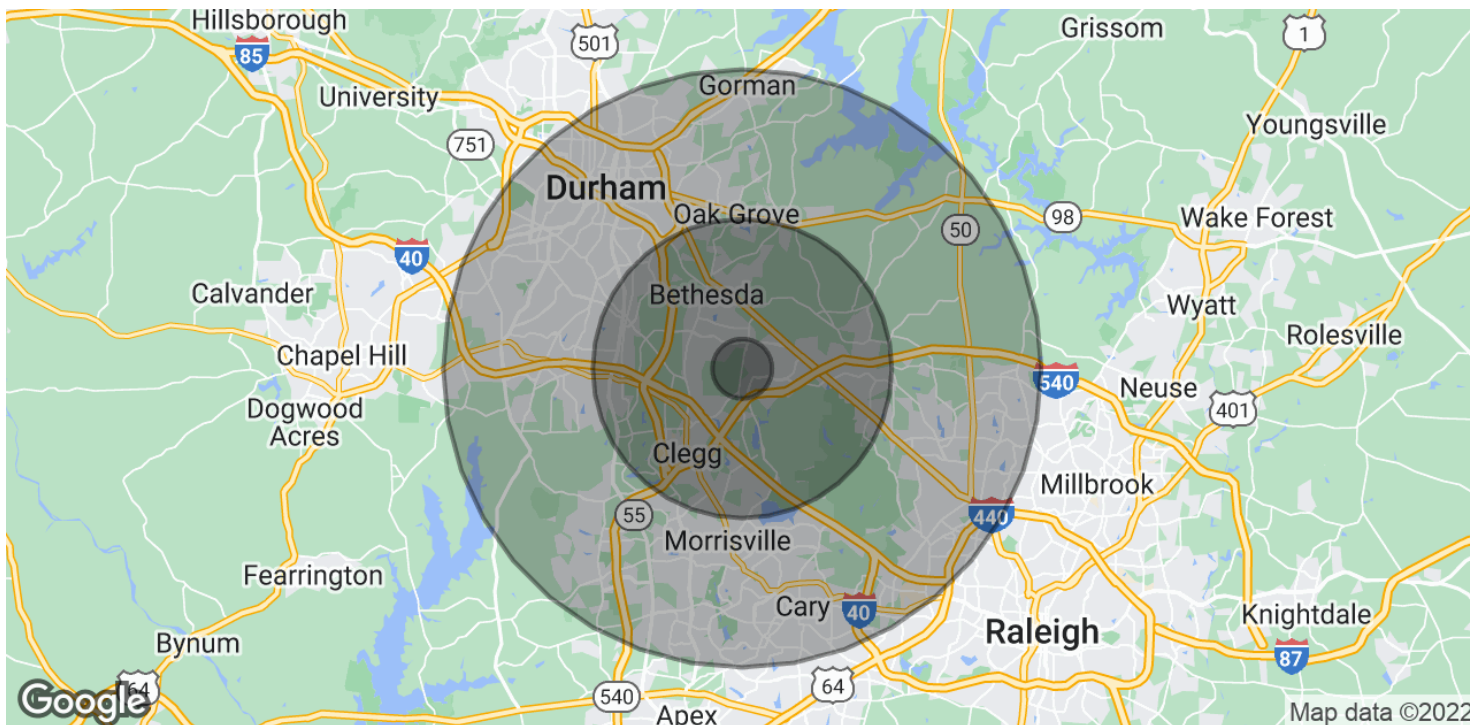 Hillsborough
85
501
Grissom
1
University
Gorman
751
Youngsville
Durham
Oak Grove
98
Wake Forest
50
40
Calvander
Bethesda
Wyatt
Rolesville
Chapel Hill
540
Neuse
401
Dogwood
Acres
Clegg
Millbrook
55
440
Morrisville
Fearrington
Cary
40
Raleigh
Knightdale
Bynum
87
64
Google
540
64
Apex
Map data ©2022